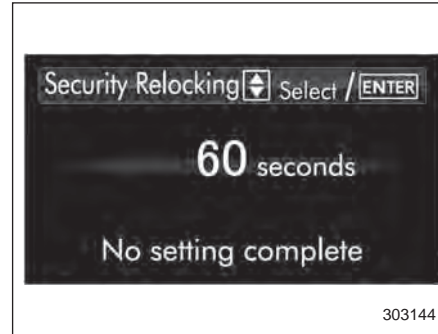 Security Relocking Select / ENTER
60 seconds
No setting complete
303144